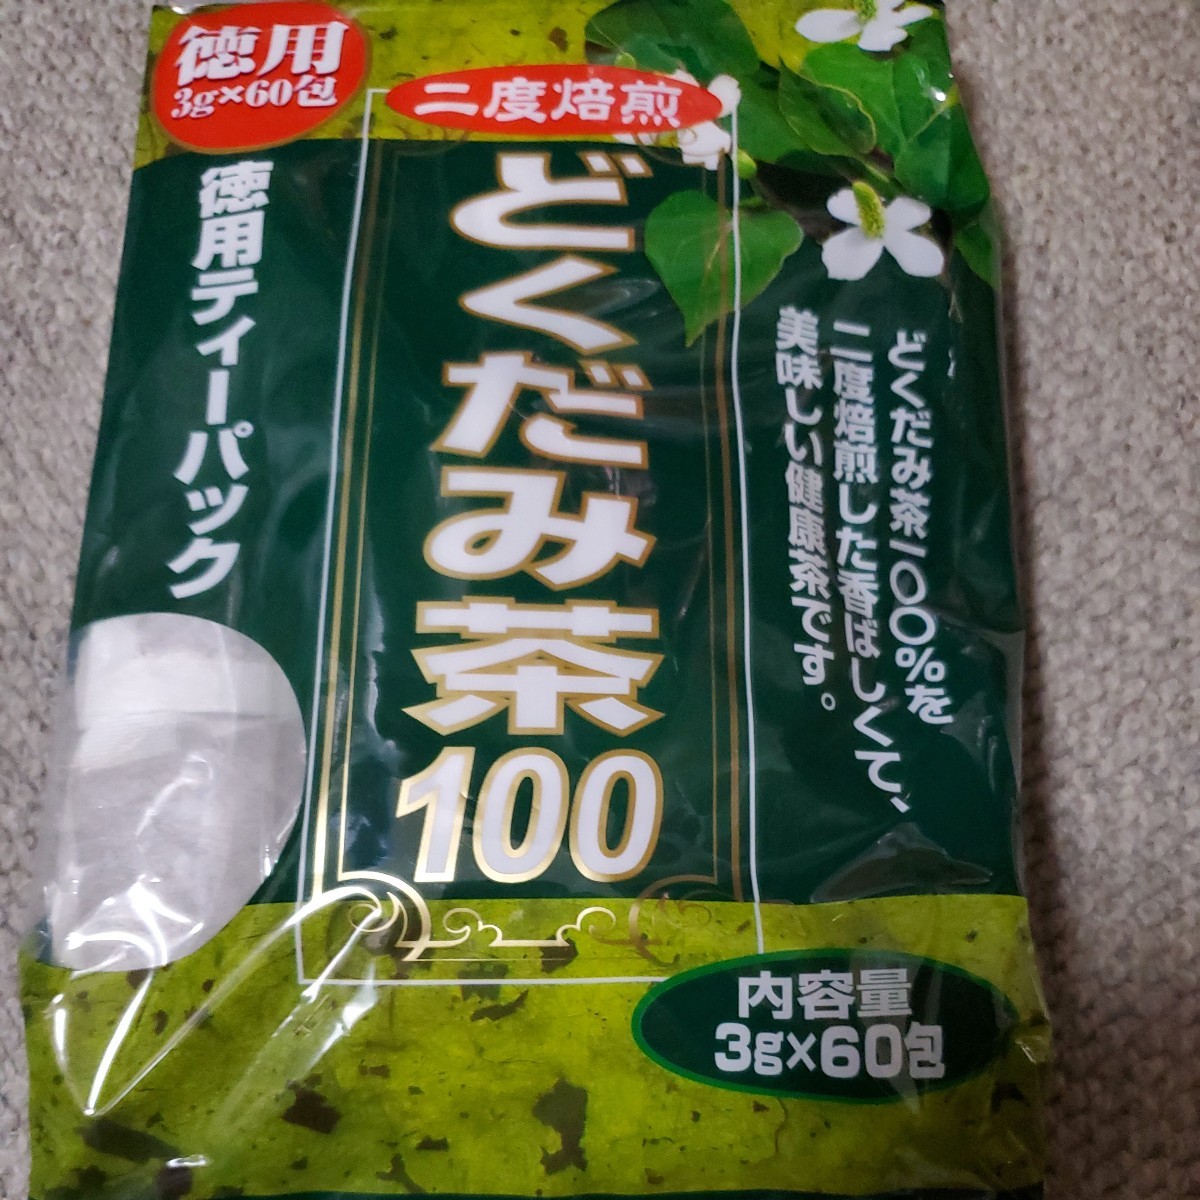 徳用
3g×60包
二度焙煎
どくだみ茶100
徳用ティーパック
どくだみ茶一〇〇％を
二度焙煎した香ばしくて、
美味しい健康茶です。
内容量
3g×60包